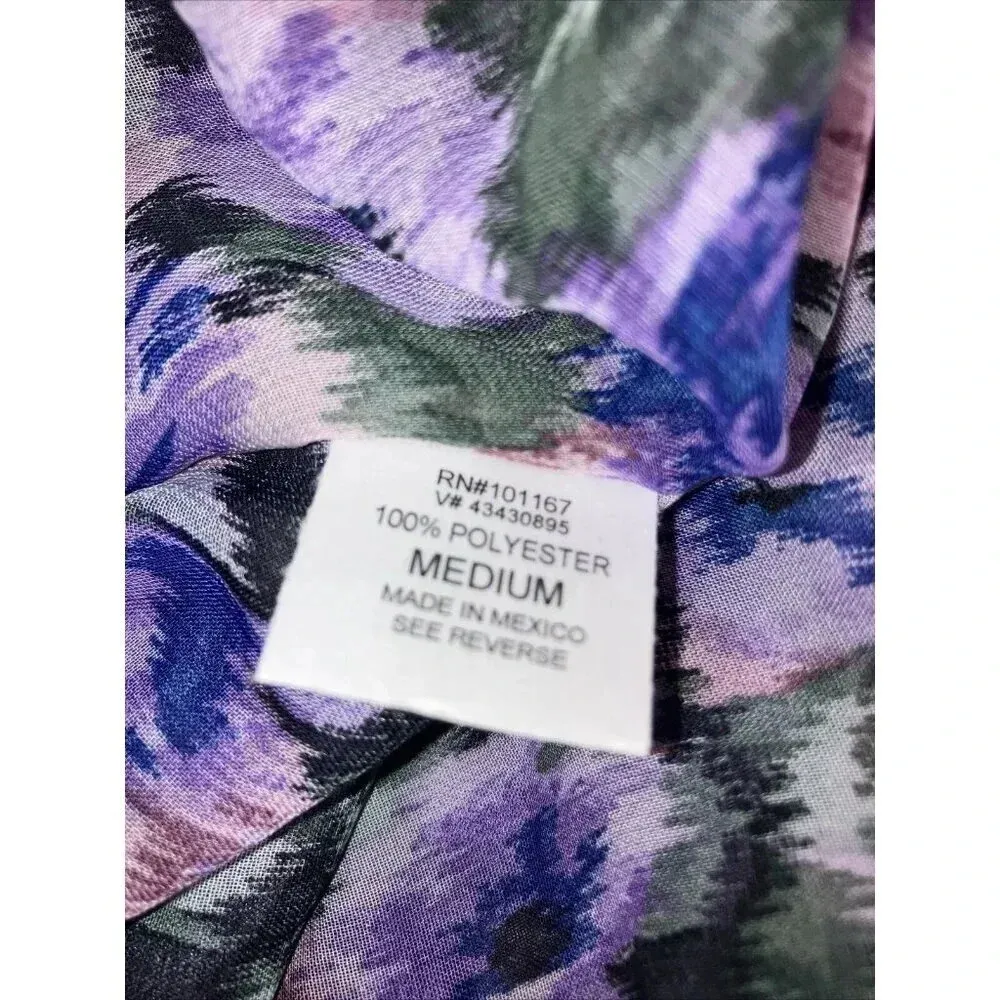 RN#101167
V# 43430895
100% POLYESTER
MEDIUM
MADE IN MEXICO
SEE REVERSE